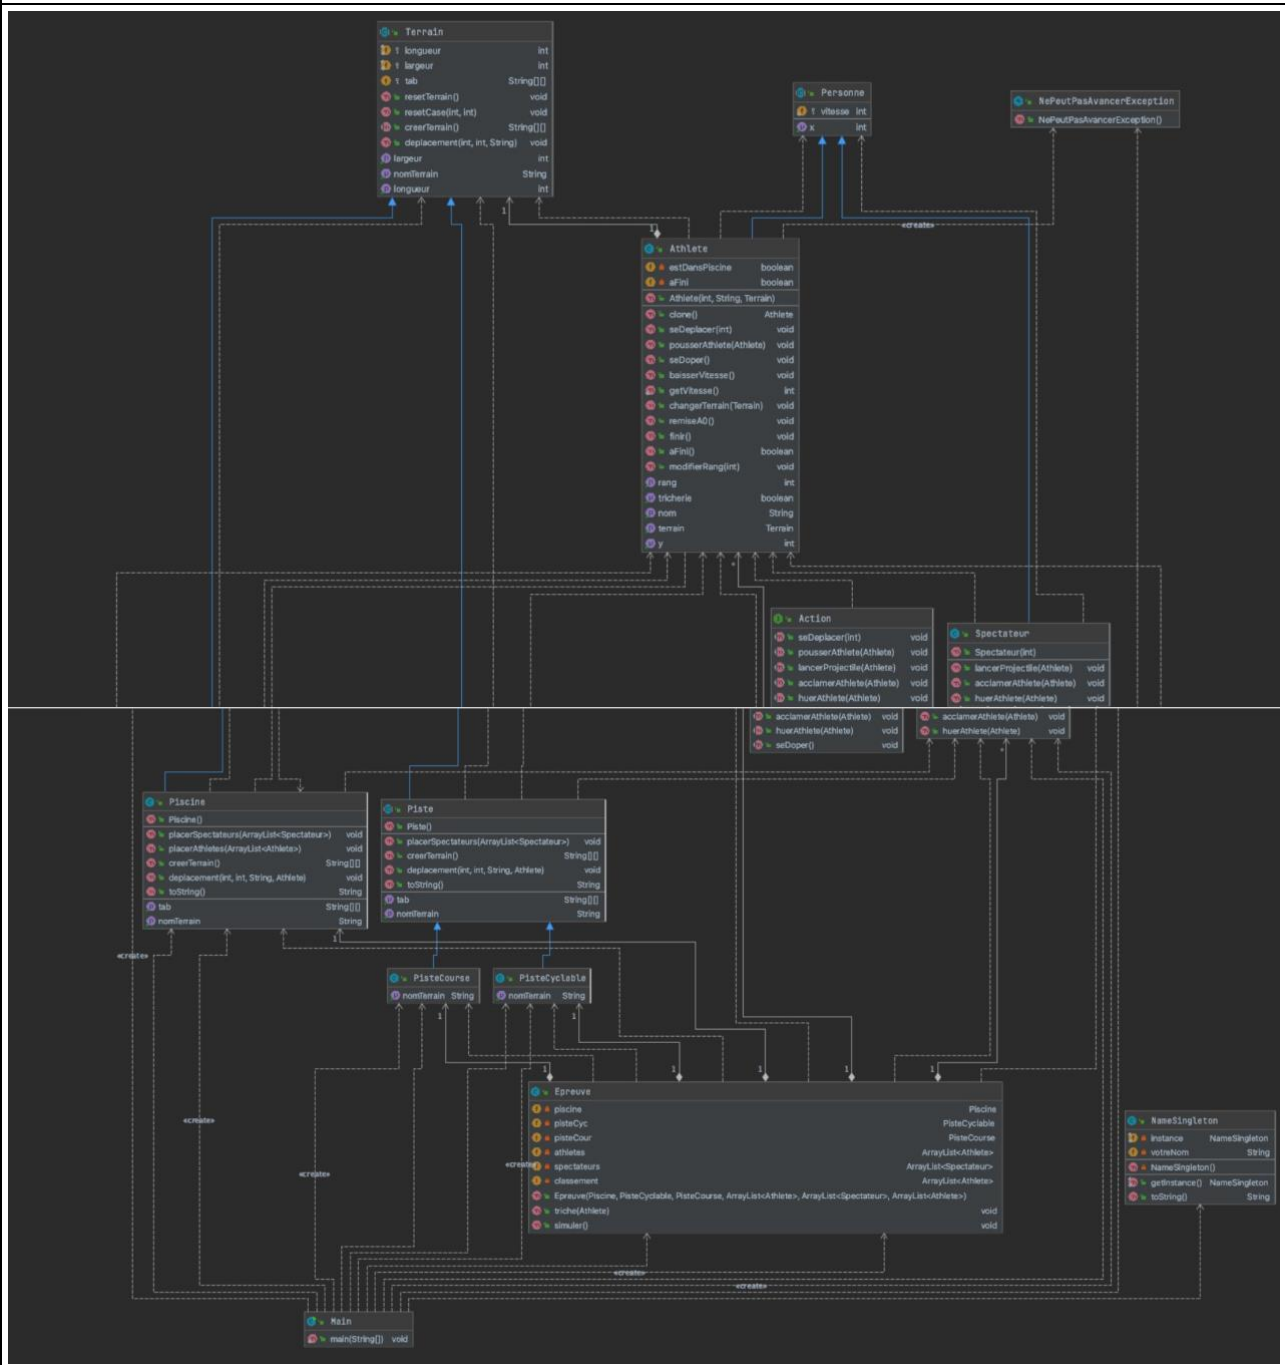 Terrain
longueur int
largeur int
tab String[][]
resetTerrain() void
resetCase(int, int) void
creerTerrain() String[][]
deplacement(int, int, String) void
largeur int
nomTerrain String
longueur int
1
Personne
vitesse int
x int
NePeutPasAvancerException
NePeutPasAvancerException()
«create»
1
Athlete
estDansPiscine boolean
aFini boolean
Athlete(int, String, Terrain)
clone() Athlete
seDeplacer(int) void
pousserAthlete(Athlete) void
seDoper() void
baisserVitesse() void
getVitesse() int
changerTerrain(Terrain) void
remiseA0() void
finir() void
aFini() boolean
modifierRang(int) void
rang int
tricherie boolean
nom String
terrain Terrain
y int
*
Action
seDeplacer(int) void
pousserAthlete(Athlete) void
lancerProjectile(Athlete) void
acclamerAthlete(Athlete) void
huerAthlete(Athlete) void
Spectateur
Spectateur(int)
lancerProjectile(Athlete) void
acclamerAthlete(Athlete) void
huerAthlete(Athlete) void
acclamerAthlete(Athlete) void
huerAthlete(Athlete) void
seDoper() void
acclamerAthlete(Athlete) void
huerAthlete(Athlete) void
*
Piscine
Piscine()
placerSpectateurs(ArrayList<Spectateur>) void
placerAthletes(ArrayList<Athlete>) void
creerTerrain() String[][]
deplacement(int, int, String, Athlete) void
toString() String
tab String[][]
nomTerrain String
Piste
Piste()
placerSpectateurs(ArrayList<Spectateur>) void
creerTerrain() String[][]
deplacement(int, int, String, Athlete) void
toString() String
tab String[][]
nomTerrain String
1
«create»
PisteCourse
nomTerrain String
PisteCyclable
nomTerrain String
1 1
1 1 1 1 1
Epreuve
piscine Piscine
pisteCyc PisteCyclable
pisteCour PisteCourse
athletes ArrayList<Athlete>
spectateurs ArrayList<Spectateur>
classement ArrayList<Athlete>
Epreuve(Piscine, PisteCyclable, PisteCourse, ArrayList<Athlete>, ArrayList<Spectateur>, ArrayList<Athlete>)
triche(Athlete) void
simuler() void
«create»
«create»
«create»
NameSingleton
instance NameSingleton
votreNom String
NameSingleton()
getInstance() NameSingleton
toString() String
«create»
«create»
Main
main(String[]) void